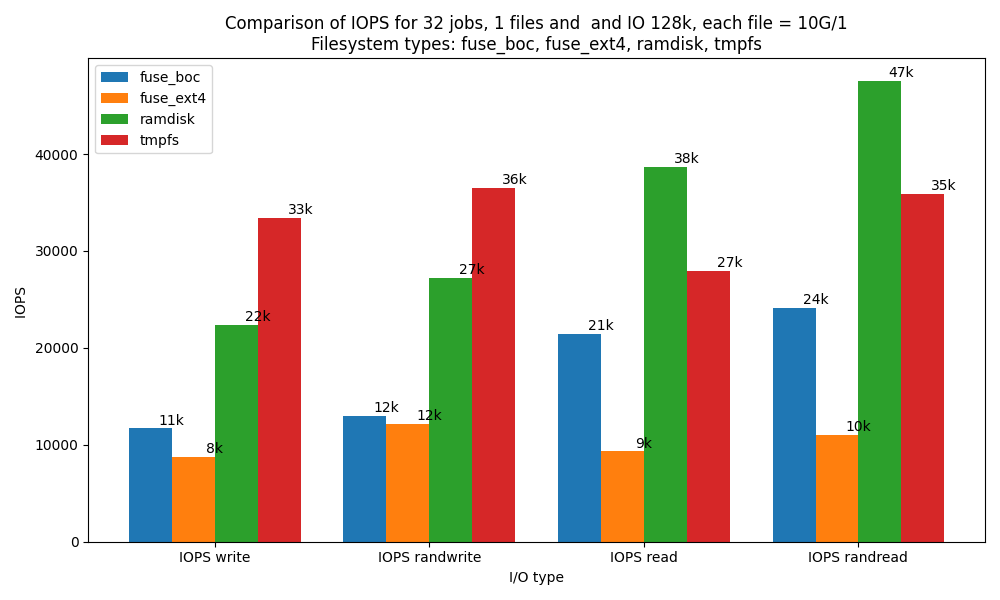 Comparison of IOPS for 32 jobs, 1 files and  and IO 128k, each file = 10G/1
Filesystem types: fuse_boc, fuse_ext4, ramdisk, tmpfs
fuse_boc
fuse_ext4
ramdisk
tmpfs
IOPS
40000
30000
20000
10000
0
11k
8k
22k
33k
12k
12k
27k
36k
21k
9k
38k
27k
24k
10k
47k
35k
IOPS write
IOPS randwrite
IOPS read
IOPS randread
I/O type